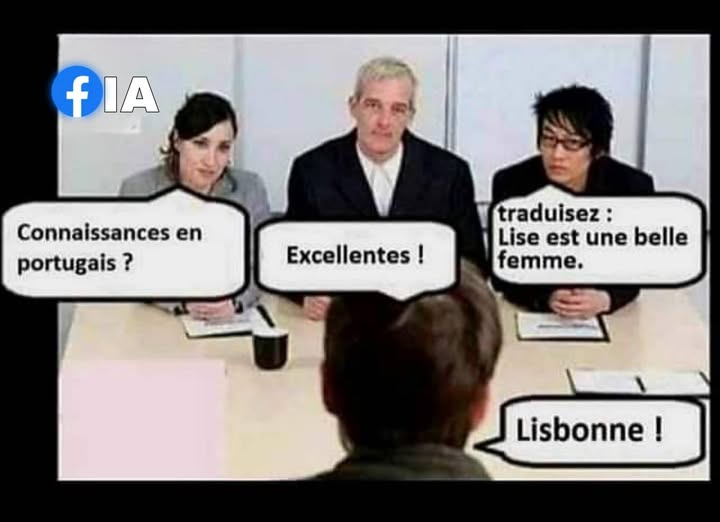 f IA
Connaissances en
portugais ?
Excellentes !
traduisez :
Lise est une belle
femme.
Lisbonne !